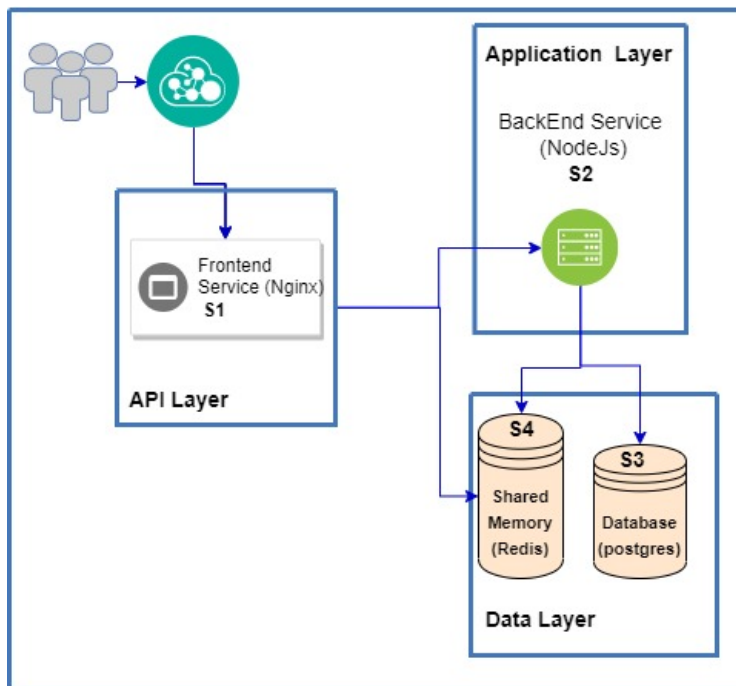 Application Layer
BackEnd Service
(NodeJs)
S2
Frontend
Service (Nginx)
S1
API Layer
S4
Shared
Memory
(Redis)
S3
Database
(postgres)
Data Layer